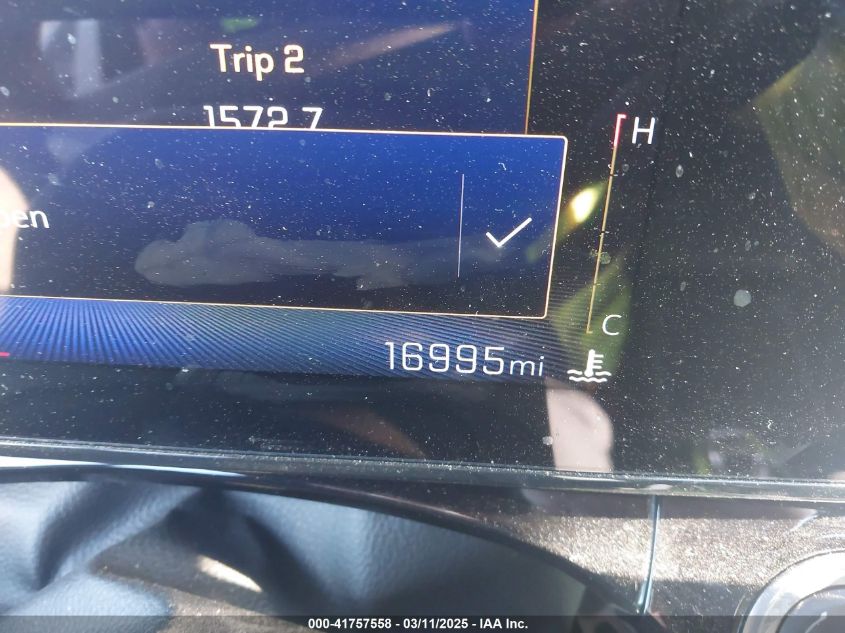 Trip 2
1572.7
H
C
16995mi
000-41757558 - 03/11/2025 - IAA Inc.